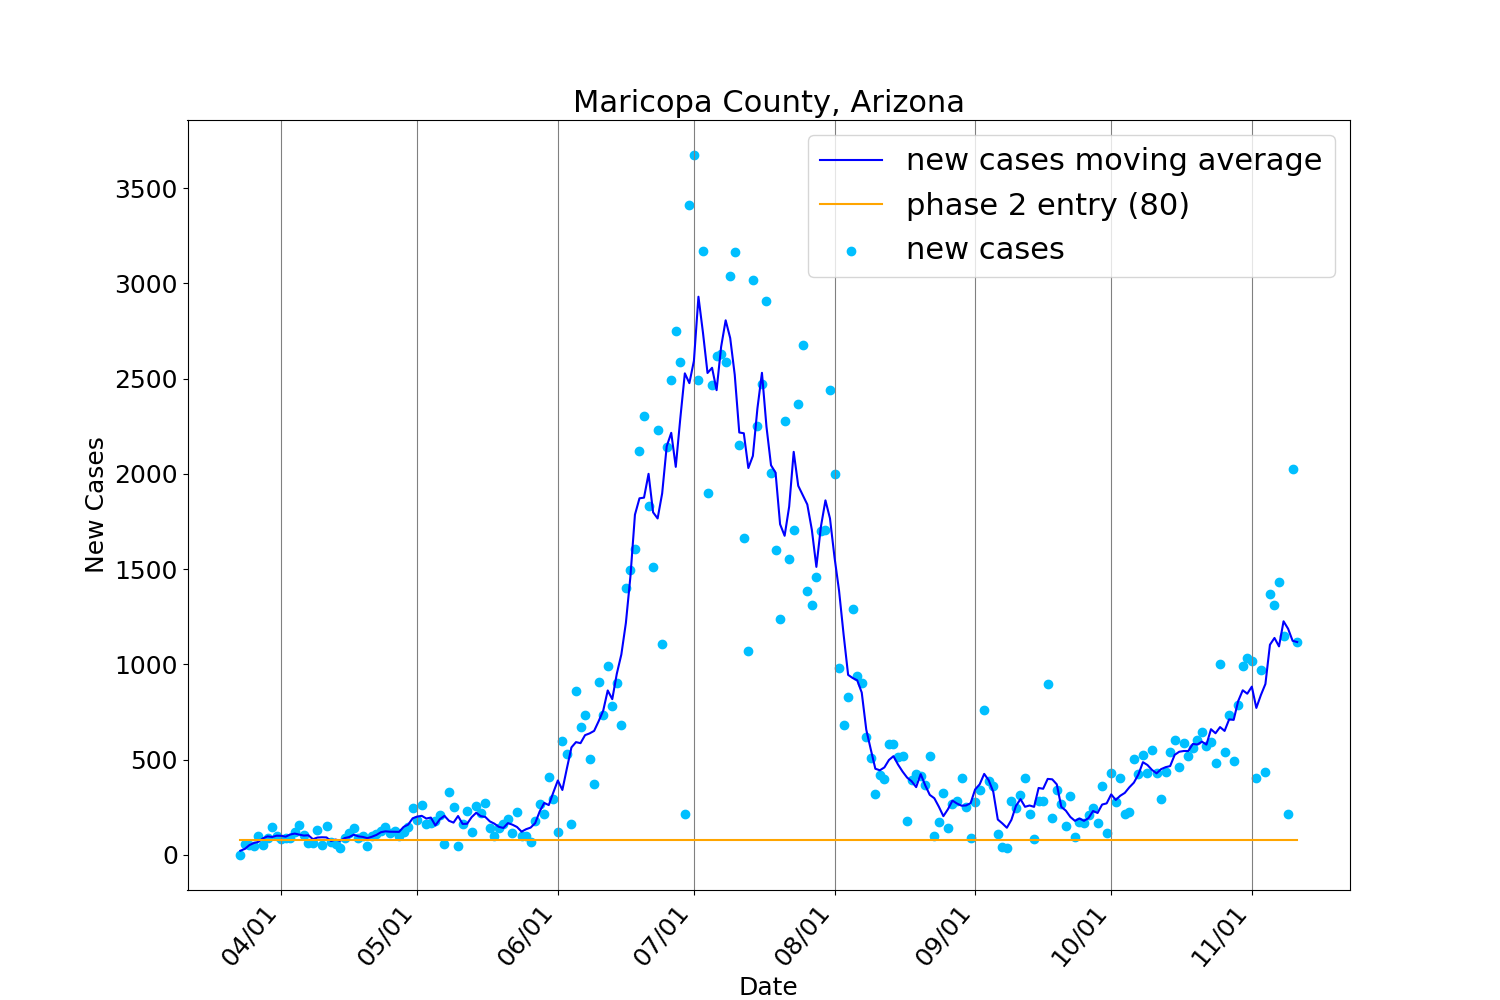 Maricopa County, Arizona
new cases moving average
phase 2 entry (80)
new cases
New Cases
3500
3000
2500
2000
1500
1000
500
0
04/01
05/01
06/01
07/01
08/01
09/01
10/01
11/01
Date